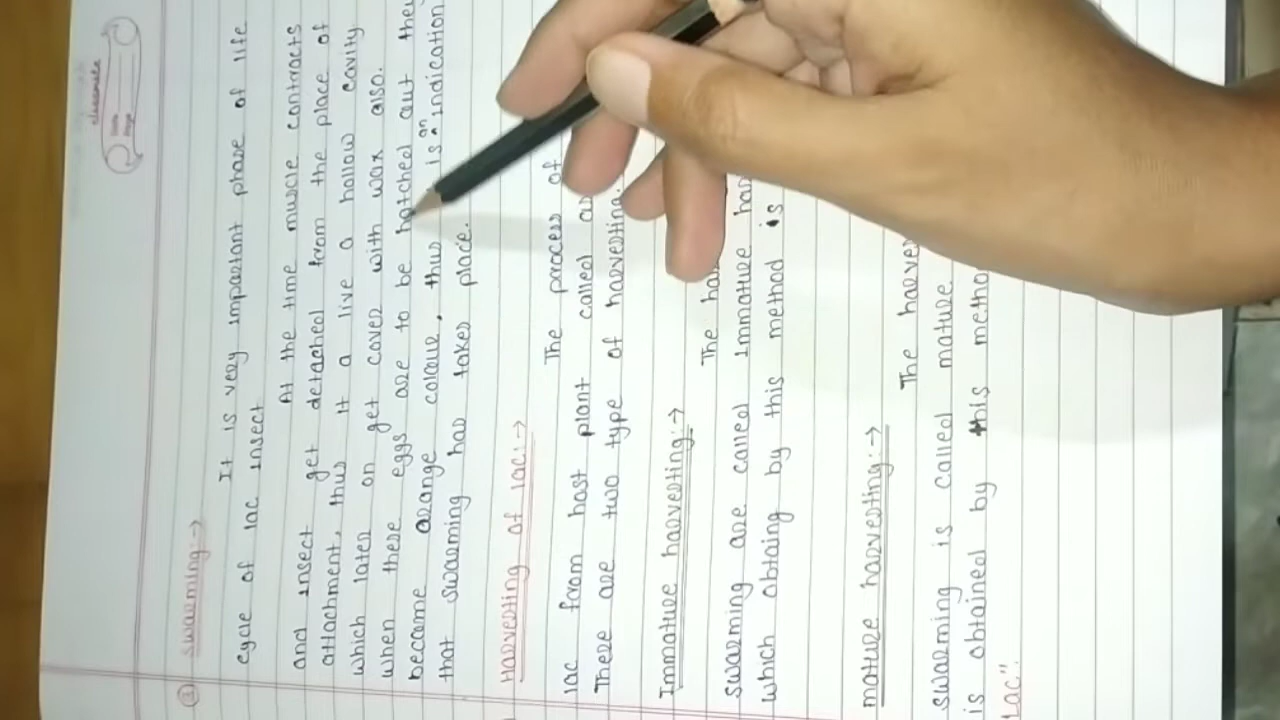 ③ swarming:→
It is very important phase of life
cycle of lac insect
At the time muscle contracts
and insect get detached from the place of
attachment, thus it a live a hollow cavity
which later on get cover with wax also.
when these eggs are to be hatched out they
become orange colour, thus is an indication
that swarming has takes place.
Harvesting of lac:→
The process of
lac from host plant called as
There are two type of harvesting.
Immature harvesting:→
The
swarming are called Immature
which obtaing by this method is
mature harvesting:→
The
swarming is called mature
is obtained by this
Lac".